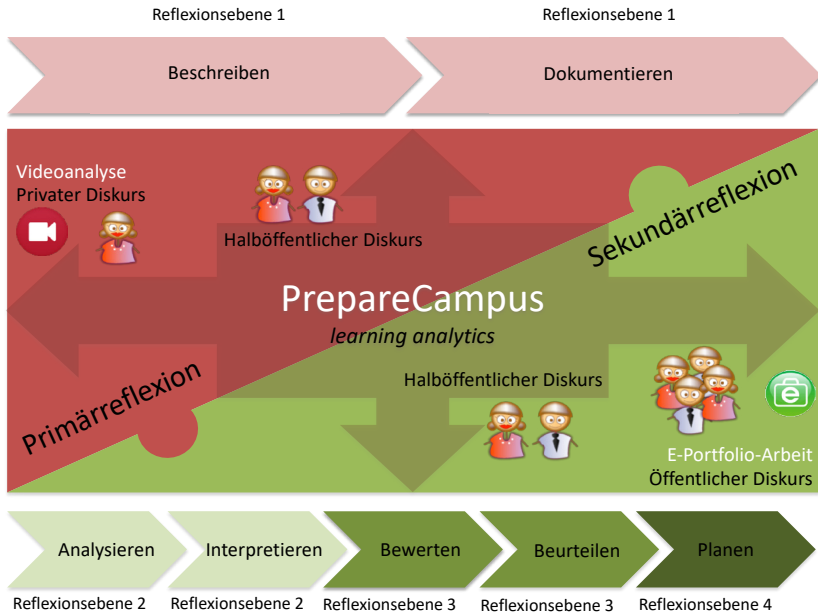 Reflexionsebene 1
Reflexionsebene 1
Beschreiben
Dokumentieren
Videoanalyse
Privater Diskurs
Halböffentlicher Diskurs
Sekundärreflexion
PrepareCampus
learning analytics
Primärreflexion
Halböffentlicher Diskurs
e
E-Portfolio-Arbeit
Öffentlicher Diskurs
Analysieren
Interpretieren
Bewerten
Beurteilen
Planen
Reflexionsebene 2
Reflexionsebene 2
Reflexionsebene 3
Reflexionsebene 3
Reflexionsebene 4